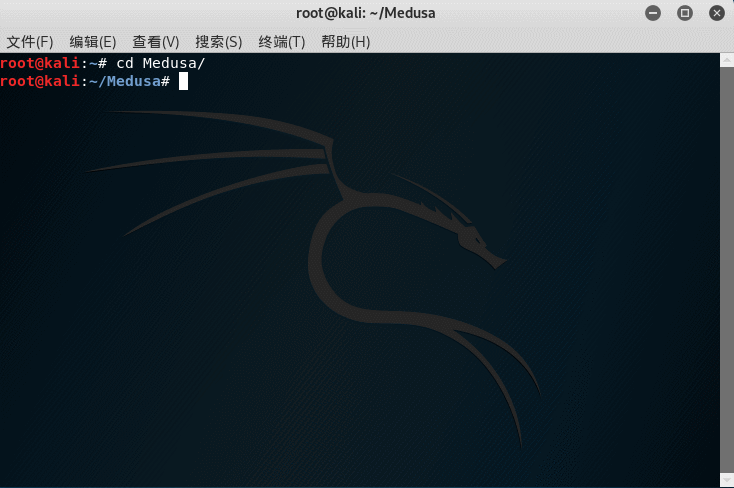 root@kali: ~/Medusa
文件(F) 编辑(E) 查看(V) 搜索(S) 终端(T) 帮助(H)
root@kali:~# cd Medusa/
root@kali:~/Medusa#